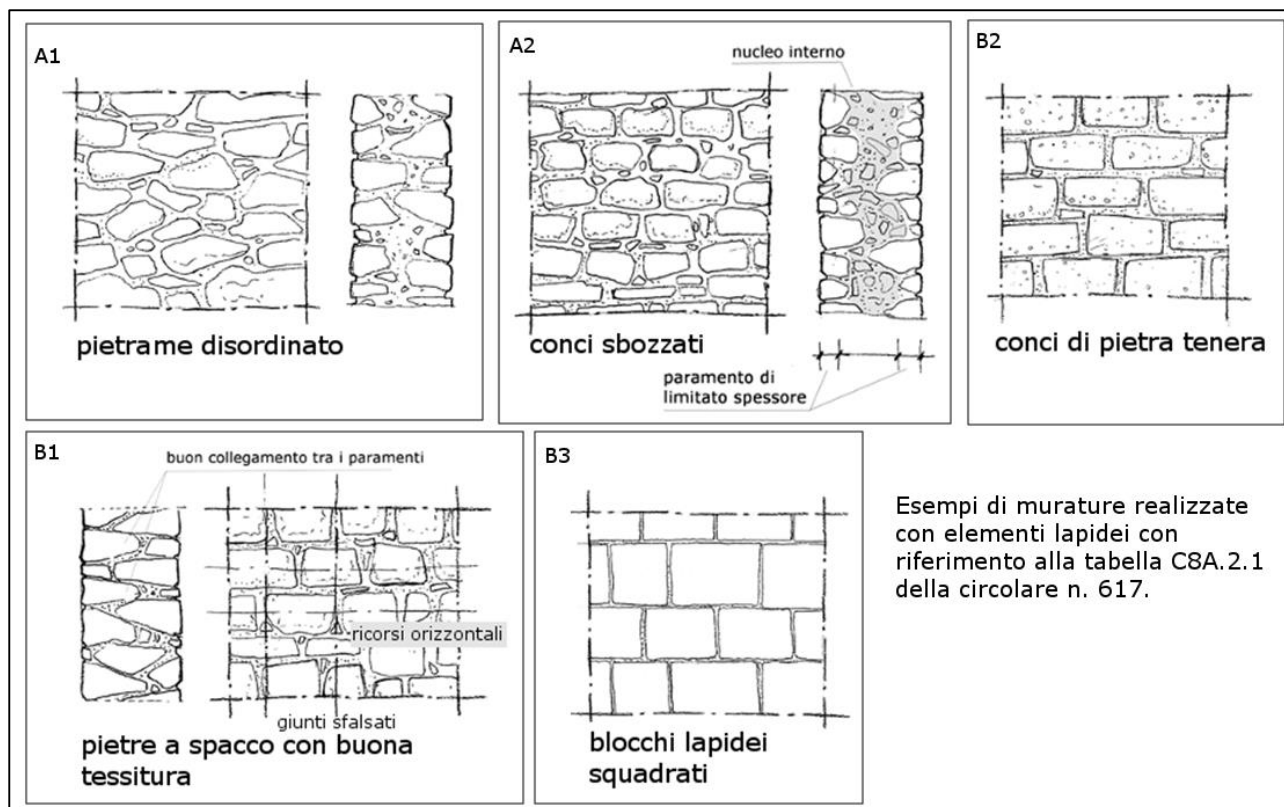 A1
pietrame disordinato
A2
nucleo interno
conci sbozzati
paramento di
limitato spessore
B2
conci di pietra tenera
B1
buon collegamento tra i paramenti
ricorsi orizzontali
giunti sfalsati
pietre a spacco con buona
tessitura
B3
blocchi lapidei
squadrati
Esempi di murature realizzate
con elementi lapidei con
riferimento alla tabella C8A.2.1
della circolare n. 617.